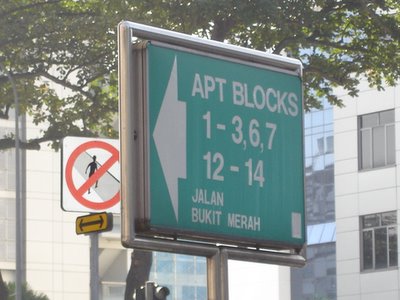 APT BLOCKS
1 - 3,6,7
12 - 14
JALAN
BUKIT MERAH